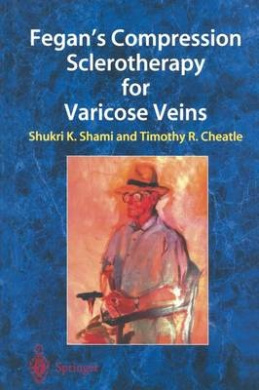 Fegan's Compression
Sclerotherapy
for
Varicose Veins
Shukri K. Shami and Timothy R. Cheatle
Springer